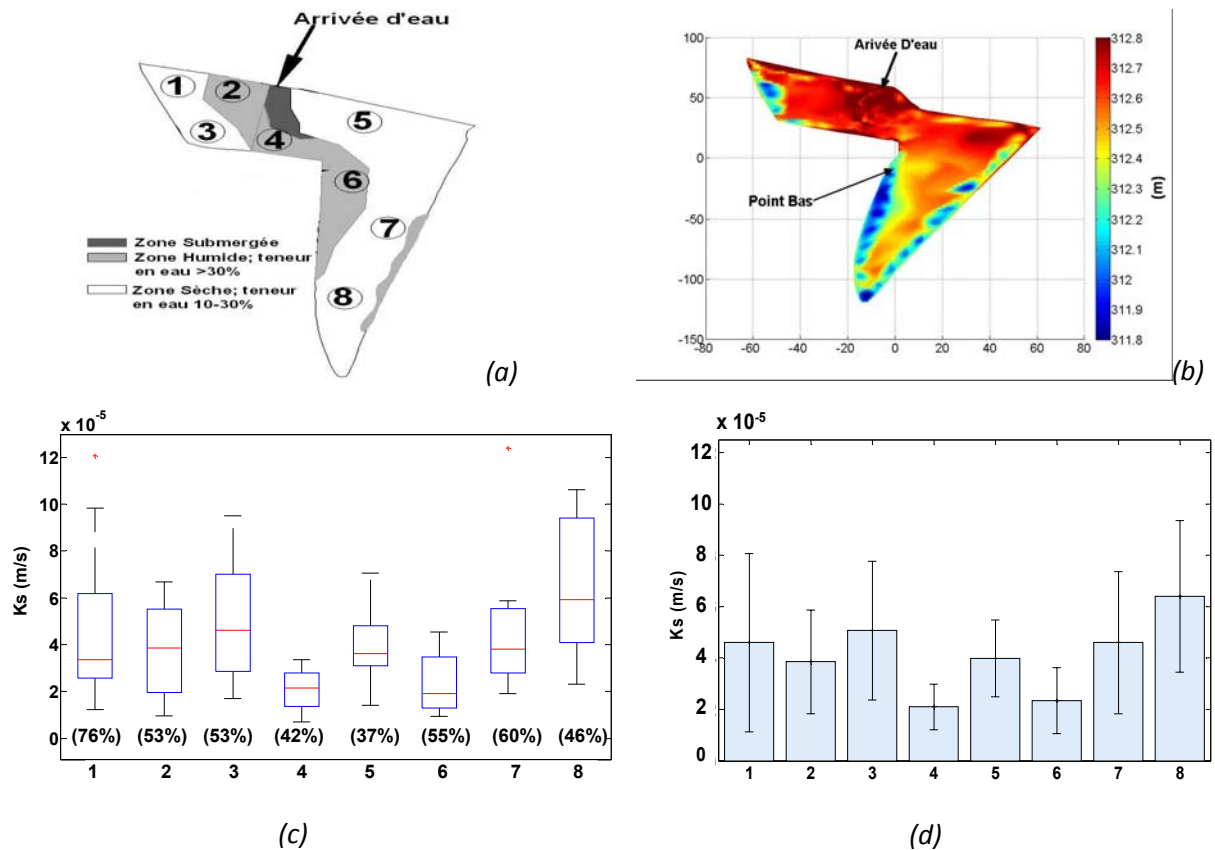 Arrivée d'eau
1
2
3
4
5
6
7
8
Zone Submergée
Zone Humide; teneur
en eau >30%
Zone Sèche; teneur
en eau 10-30%
(a)
Arivée D'eau
Point Bas
100
50
0
-50
-100
-150
-80
-60
-40
-20
0
20
40
60
80
312.8
312.7
312.6
312.5
312.4
312.3
312.2
312.1
312
311.9
311.8
(m)
(b)
x 10-5
12
10
8
6
4
2
0
Ks (m/s)
(76%) (53%) (53%) (42%) (37%) (55%) (60%) (46%)
1 2 3 4 5 6 7 8
(c)
x 10-5
12
10
8
6
4
2
0
Ks (m/s)
1 2 3 4 5 6 7 8
(d)